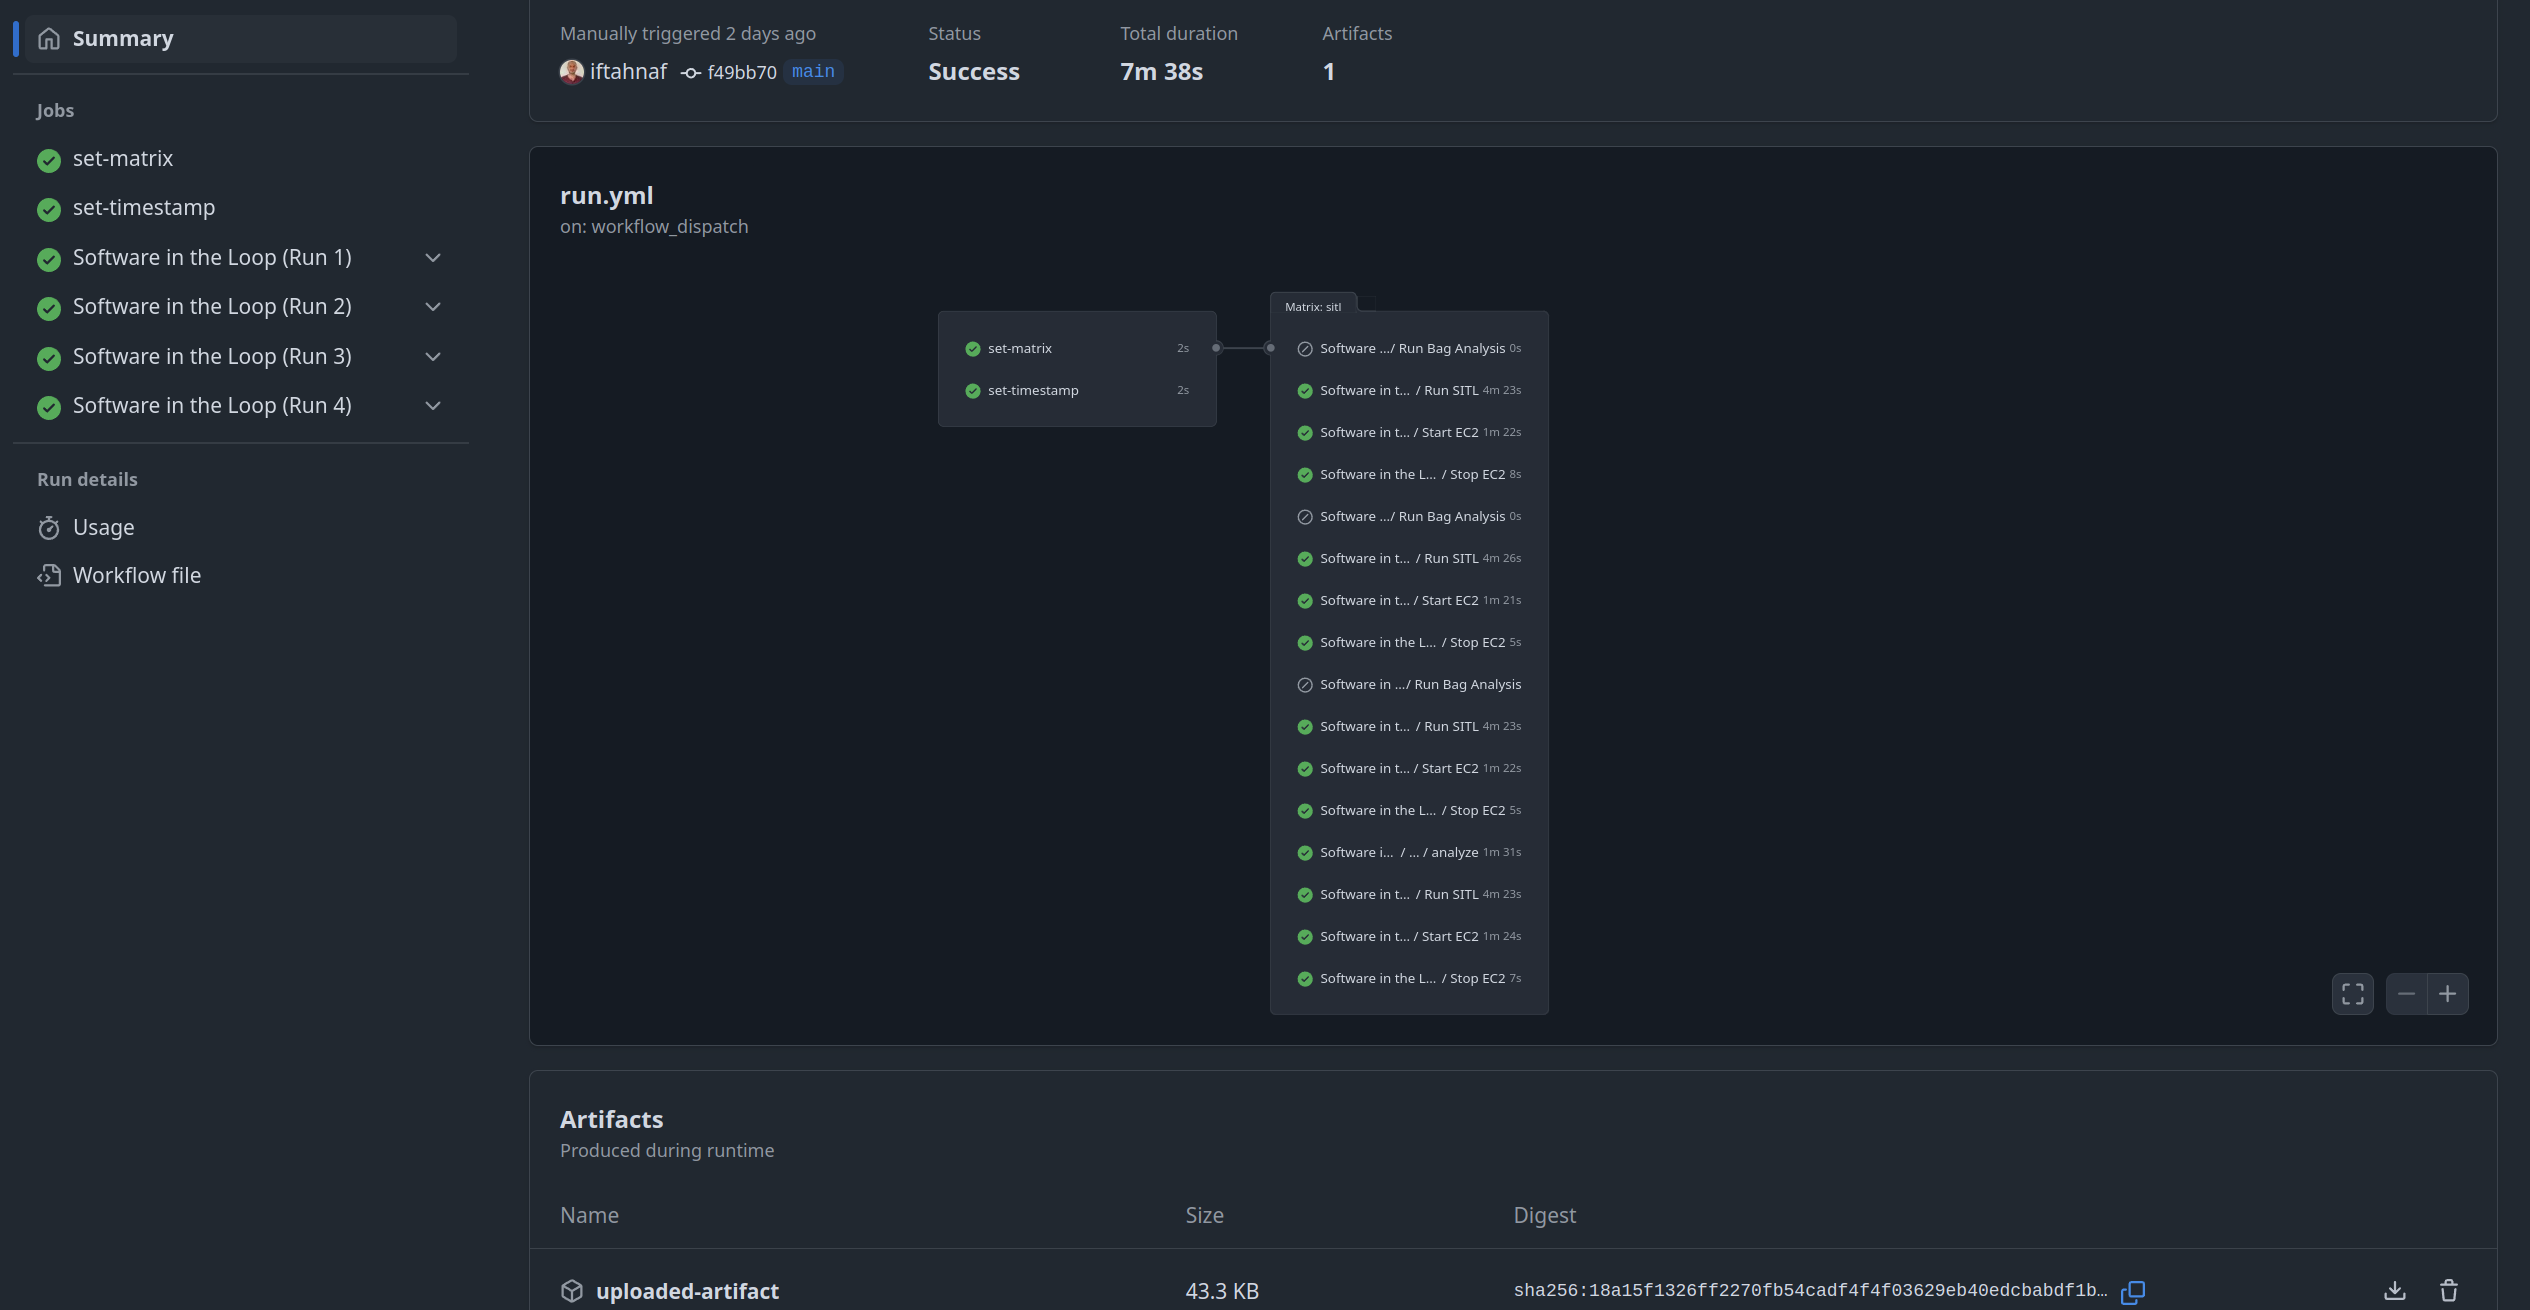 Summary
Jobs
set-matrix
set-timestamp
Software in the Loop (Run 1)
Software in the Loop (Run 2)
Software in the Loop (Run 3)
Software in the Loop (Run 4)
Run details
Usage
Workflow file
Manually triggered 2 days ago
iftahnaf f49bb70 main
Status
Success
Total duration
7m 38s
Artifacts
1
run.yml
on: workflow_dispatch
set-matrix 2s
set-timestamp 2s
Matrix: sitl
Software .../ Run Bag Analysis 0s
Software in t... / Run SITL 4m 23s
Software in t... / Start EC2 1m 22s
Software in the L... / Stop EC2 8s
Software .../ Run Bag Analysis 0s
Software in t... / Run SITL 4m 26s
Software in t... / Start EC2 1m 21s
Software in the L... / Stop EC2 5s
Software in .../ Run Bag Analysis
Software in t... / Run SITL 4m 23s
Software in t... / Start EC2 1m 22s
Software in the L... / Stop EC2 5s
Software i... / ... / analyze 1m 31s
Software in t... / Run SITL 4m 23s
Software in t... / Start EC2 1m 24s
Software in the L... / Stop EC2 7s
Artifacts
Produced during runtime
Name Size Digest
uploaded-artifact 43.3 KB sha256:18a15f1326ff2270fb54cadf4f4f03629eb40edcbabdf1b…